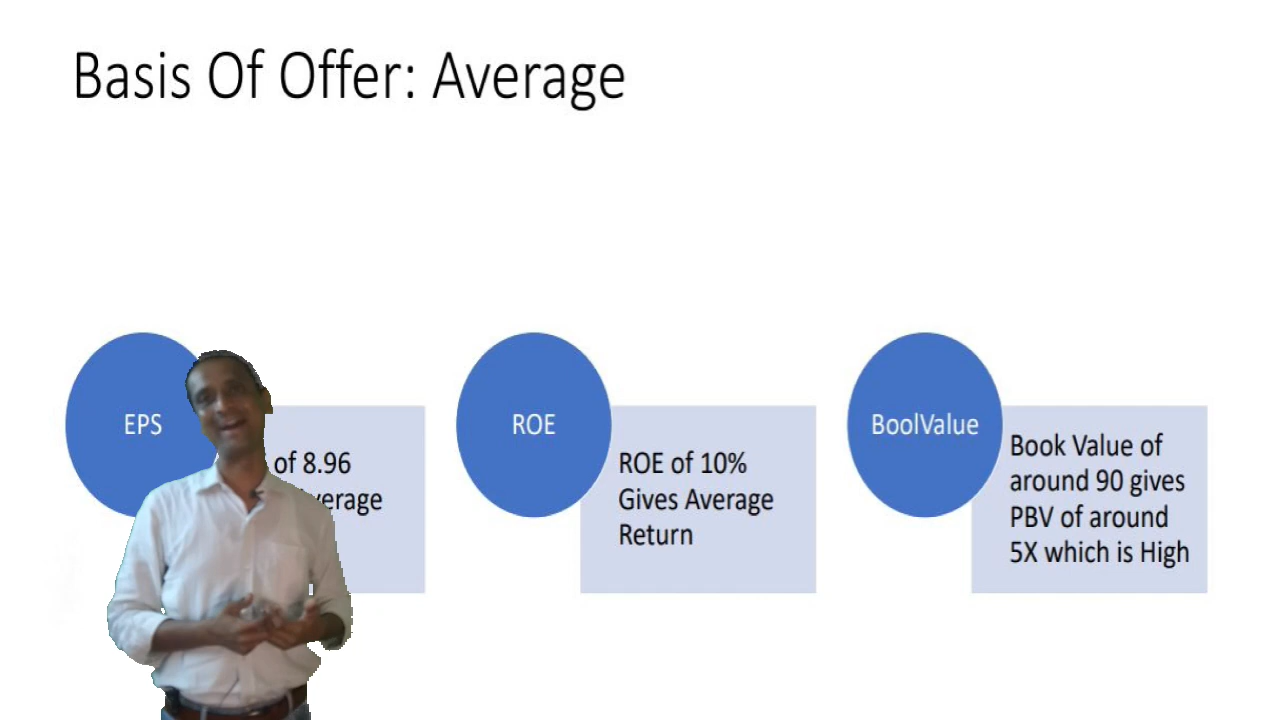 Basis Of Offer: Average
EPS
of 8.96
verage
ROE
ROE of 10%
Gives Average
Return
BoolValue
Book Value of
around 90 gives
PBV of around
5X which is High